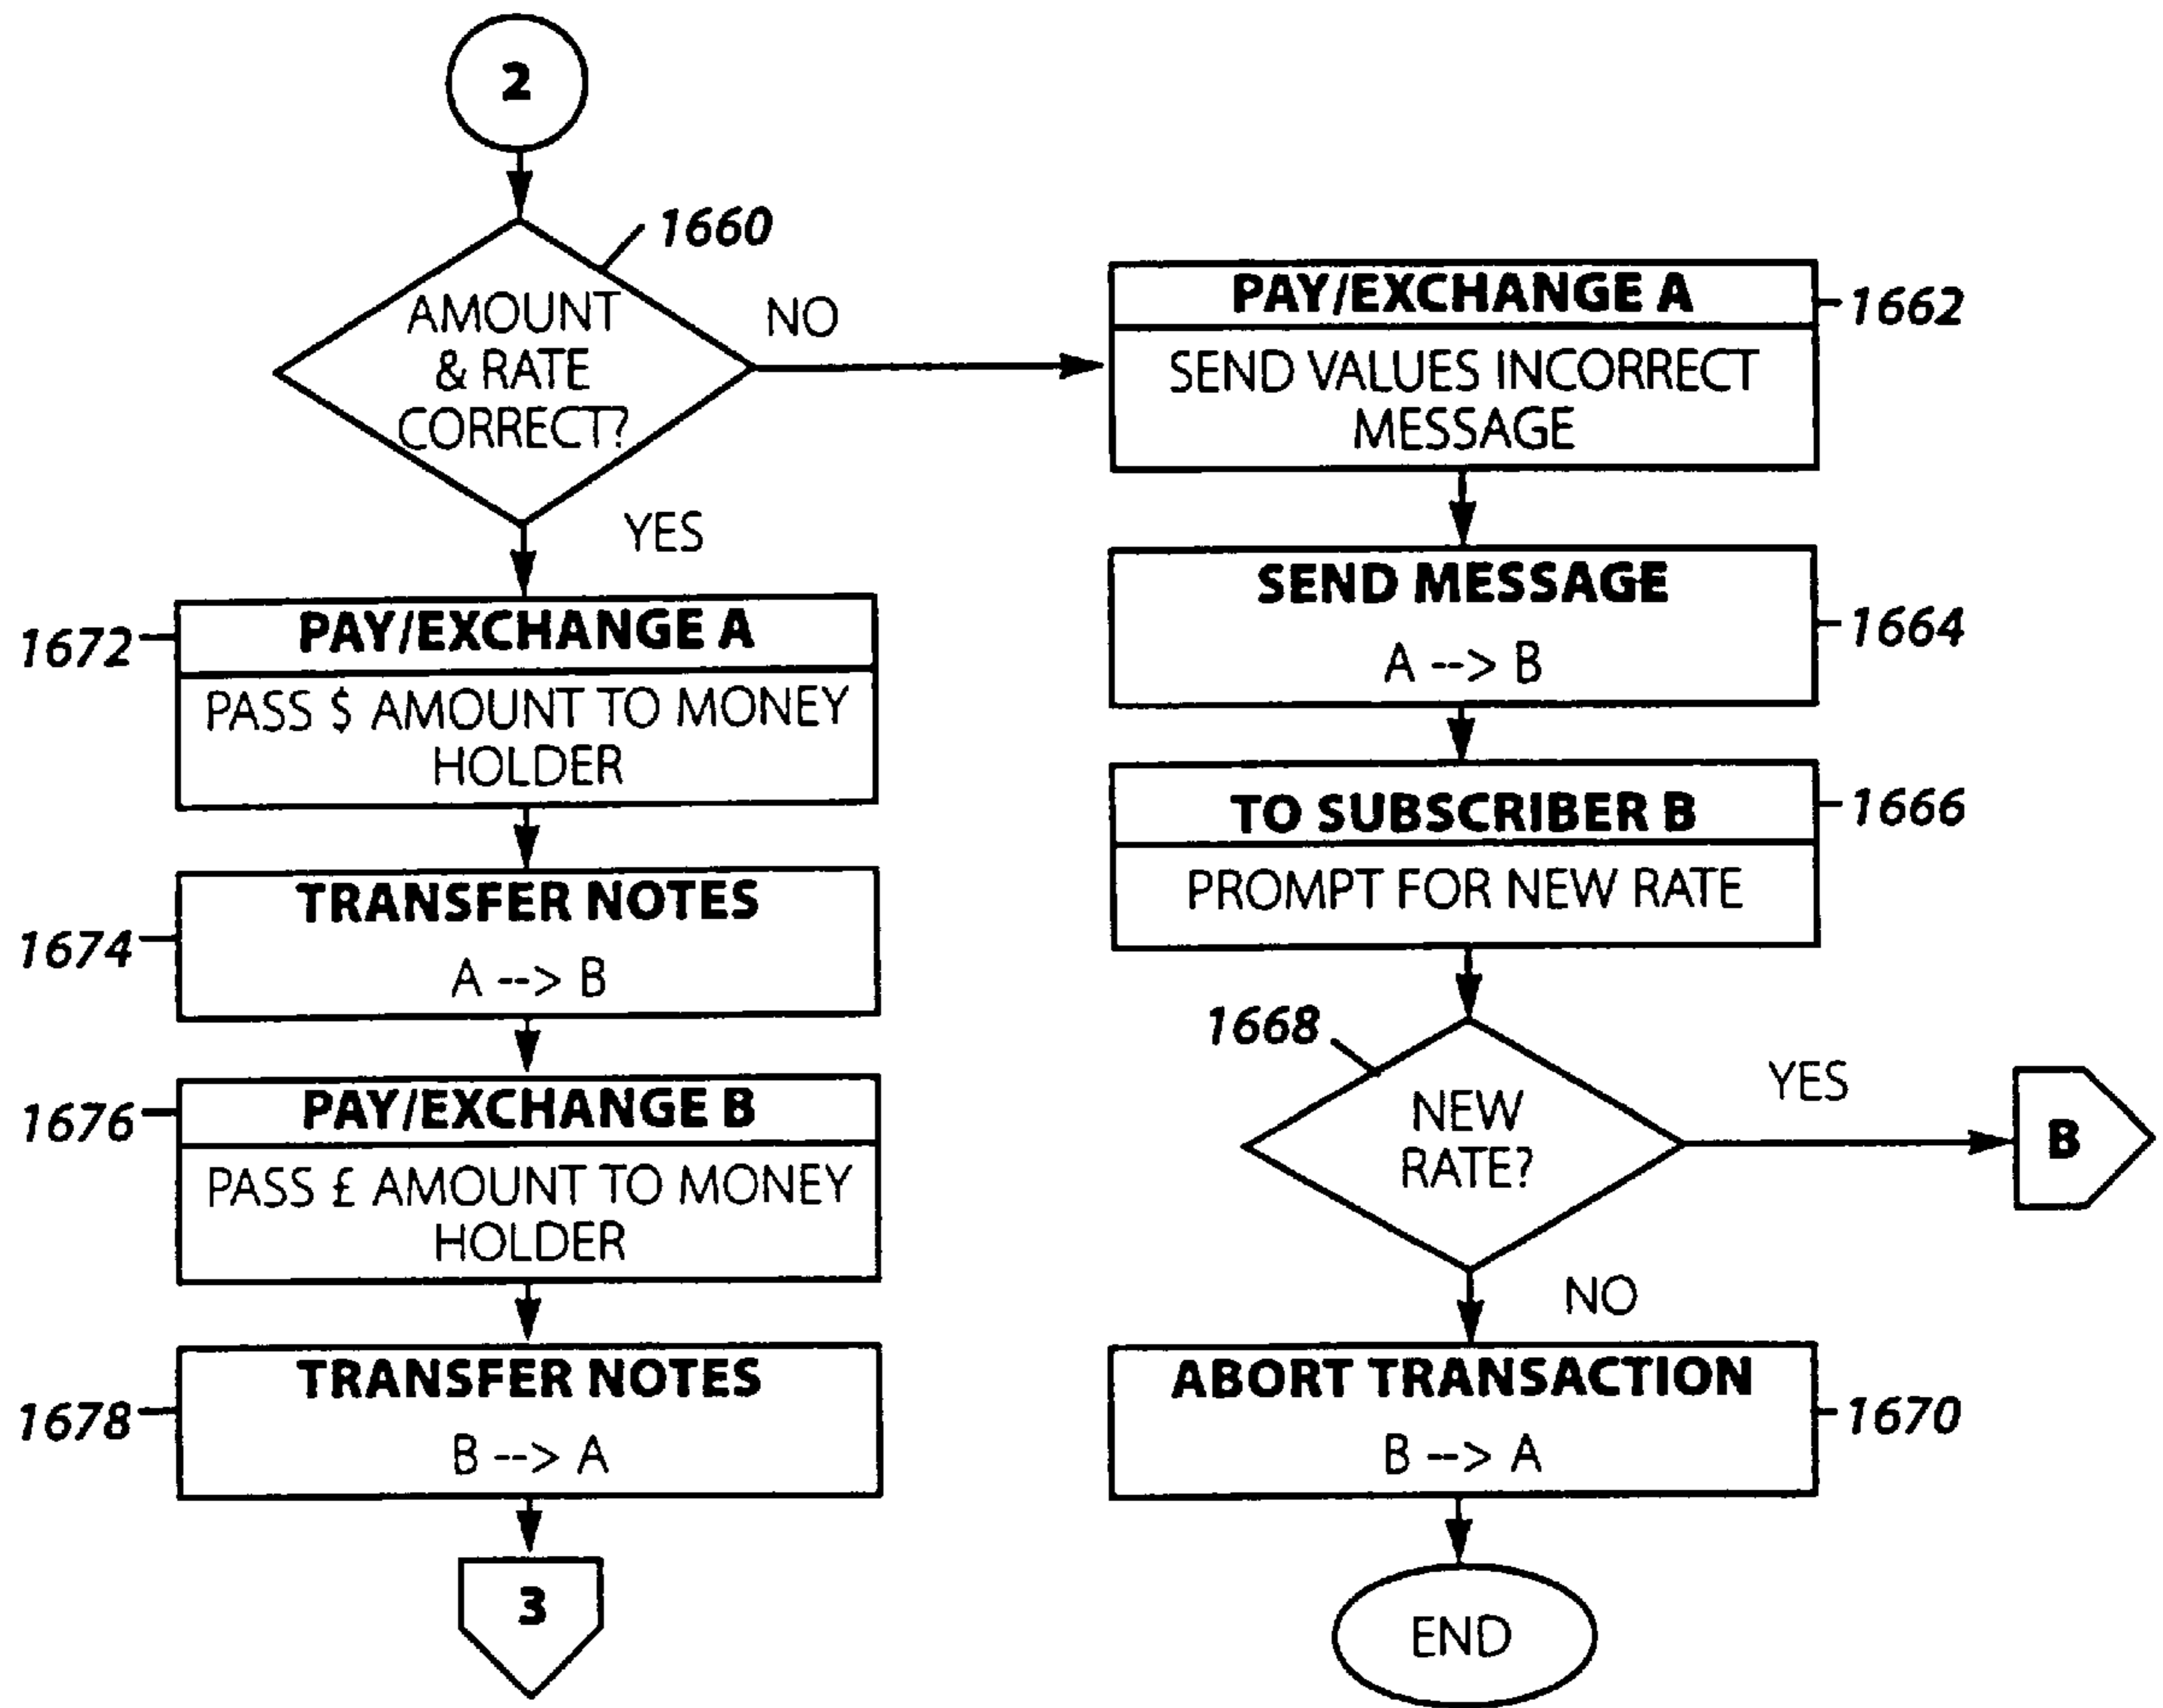 2
1660
AMOUNT
& RATE
CORRECT?
NO
YES
1672
PAY/EXCHANGE A
PASS $ AMOUNT TO MONEY
HOLDER
1674
TRANSFER NOTES
A --> B
1676
PAY/EXCHANGE B
PASS £ AMOUNT TO MONEY
HOLDER
1678
TRANSFER NOTES
B --> A
3
PAY/EXCHANGE A
1662
SEND VALUES INCORRECT
MESSAGE
SEND MESSAGE
1664
A --> B
TO SUBSCRIBER B
1666
PROMPT FOR NEW RATE
1668
NEW
RATE?
YES
B
NO
ABORT TRANSACTION
1670
B --> A
END